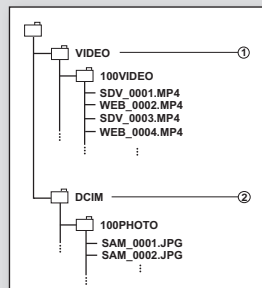 VIDEO ①
100VIDEO
SDV_0001.MP4
WEB_0002.MP4
SDV_0003.MP4
WEB_0004.MP4
DCIM ②
100PHOTO
SAM_0001.JPG
SAM_0002.JPG